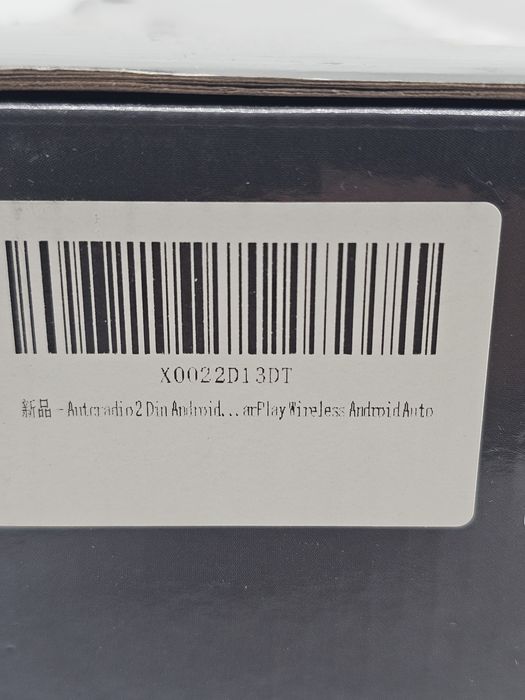 X0022D13DT
新品 - Autoradio 2 Din Android...arPlay Wireless Android Auto